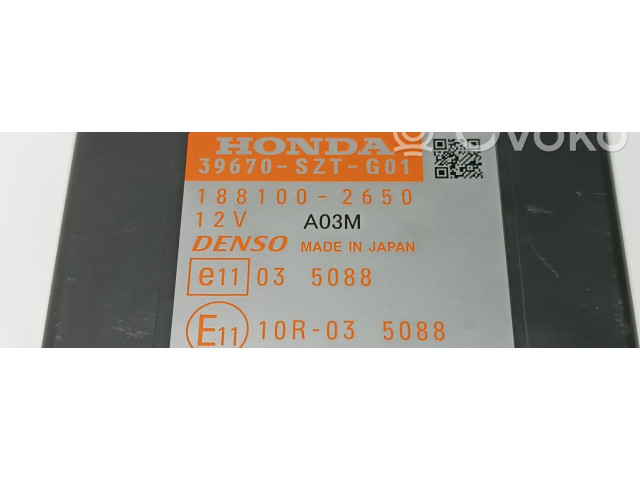 HONDA
39670-SZT-G01
188100-2650
12V A03M
DENSO MADE IN JAPAN
e11 03 5088
E11 10R-03 5088
OVOKO